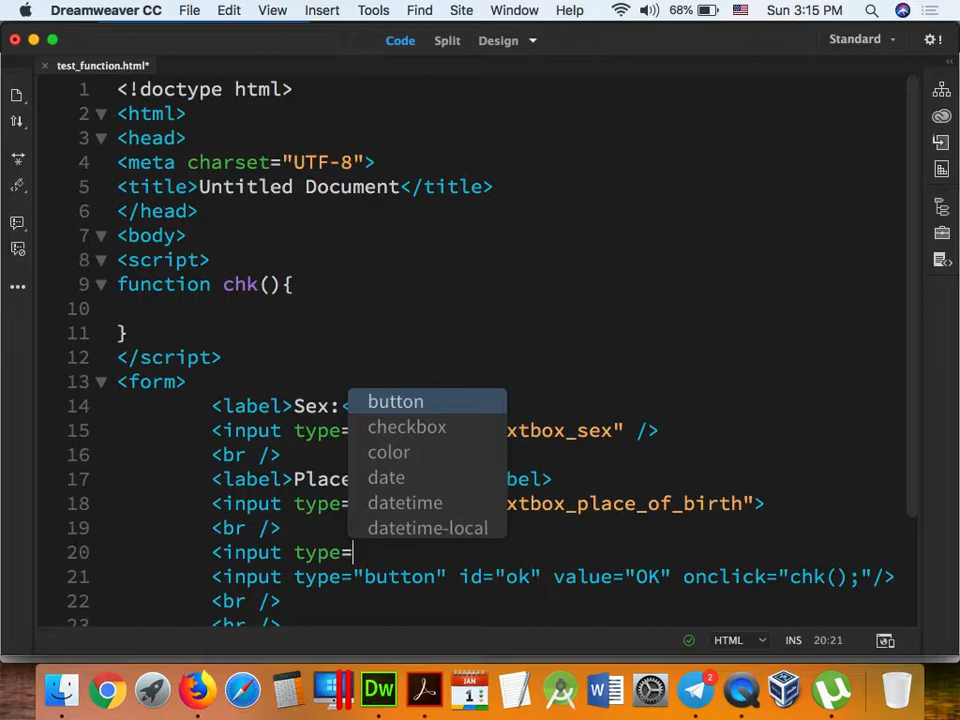 Dreamweaver CC File Edit View Insert Tools Find Site Window Help 68% Sun 3:15 PM
Code Split Design Standard !
× test_function.html*
1 <!doctype html>
2 <html>
3 <head>
4 <meta charset="UTF-8">
5 <title>Untitled Document</title>
6 </head>
7 <body>
8 <script>
9 function chk(){
10
11 }
12 </script>
13 <form>
14 <label>Sex:<
15 <input type= xtbox_sex" />
16 <br />
17 <label>Place bel>
18 <input type= xtbox_place_of_birth">
19 <br />
20 <input type=
21 <input type="button" id="ok" value="OK" onclick="chk();"/>
22 <br />
23 <br />
button
checkbox
color
date
datetime
datetime-local
HTML INS 20:21
Dw JAN 1 W 2